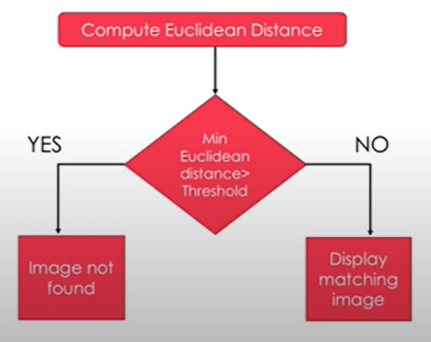 Compute Euclidean Distance
YES
Min
Euclidean
distance>
Threshold
NO
Image not
found
Display
matching
image